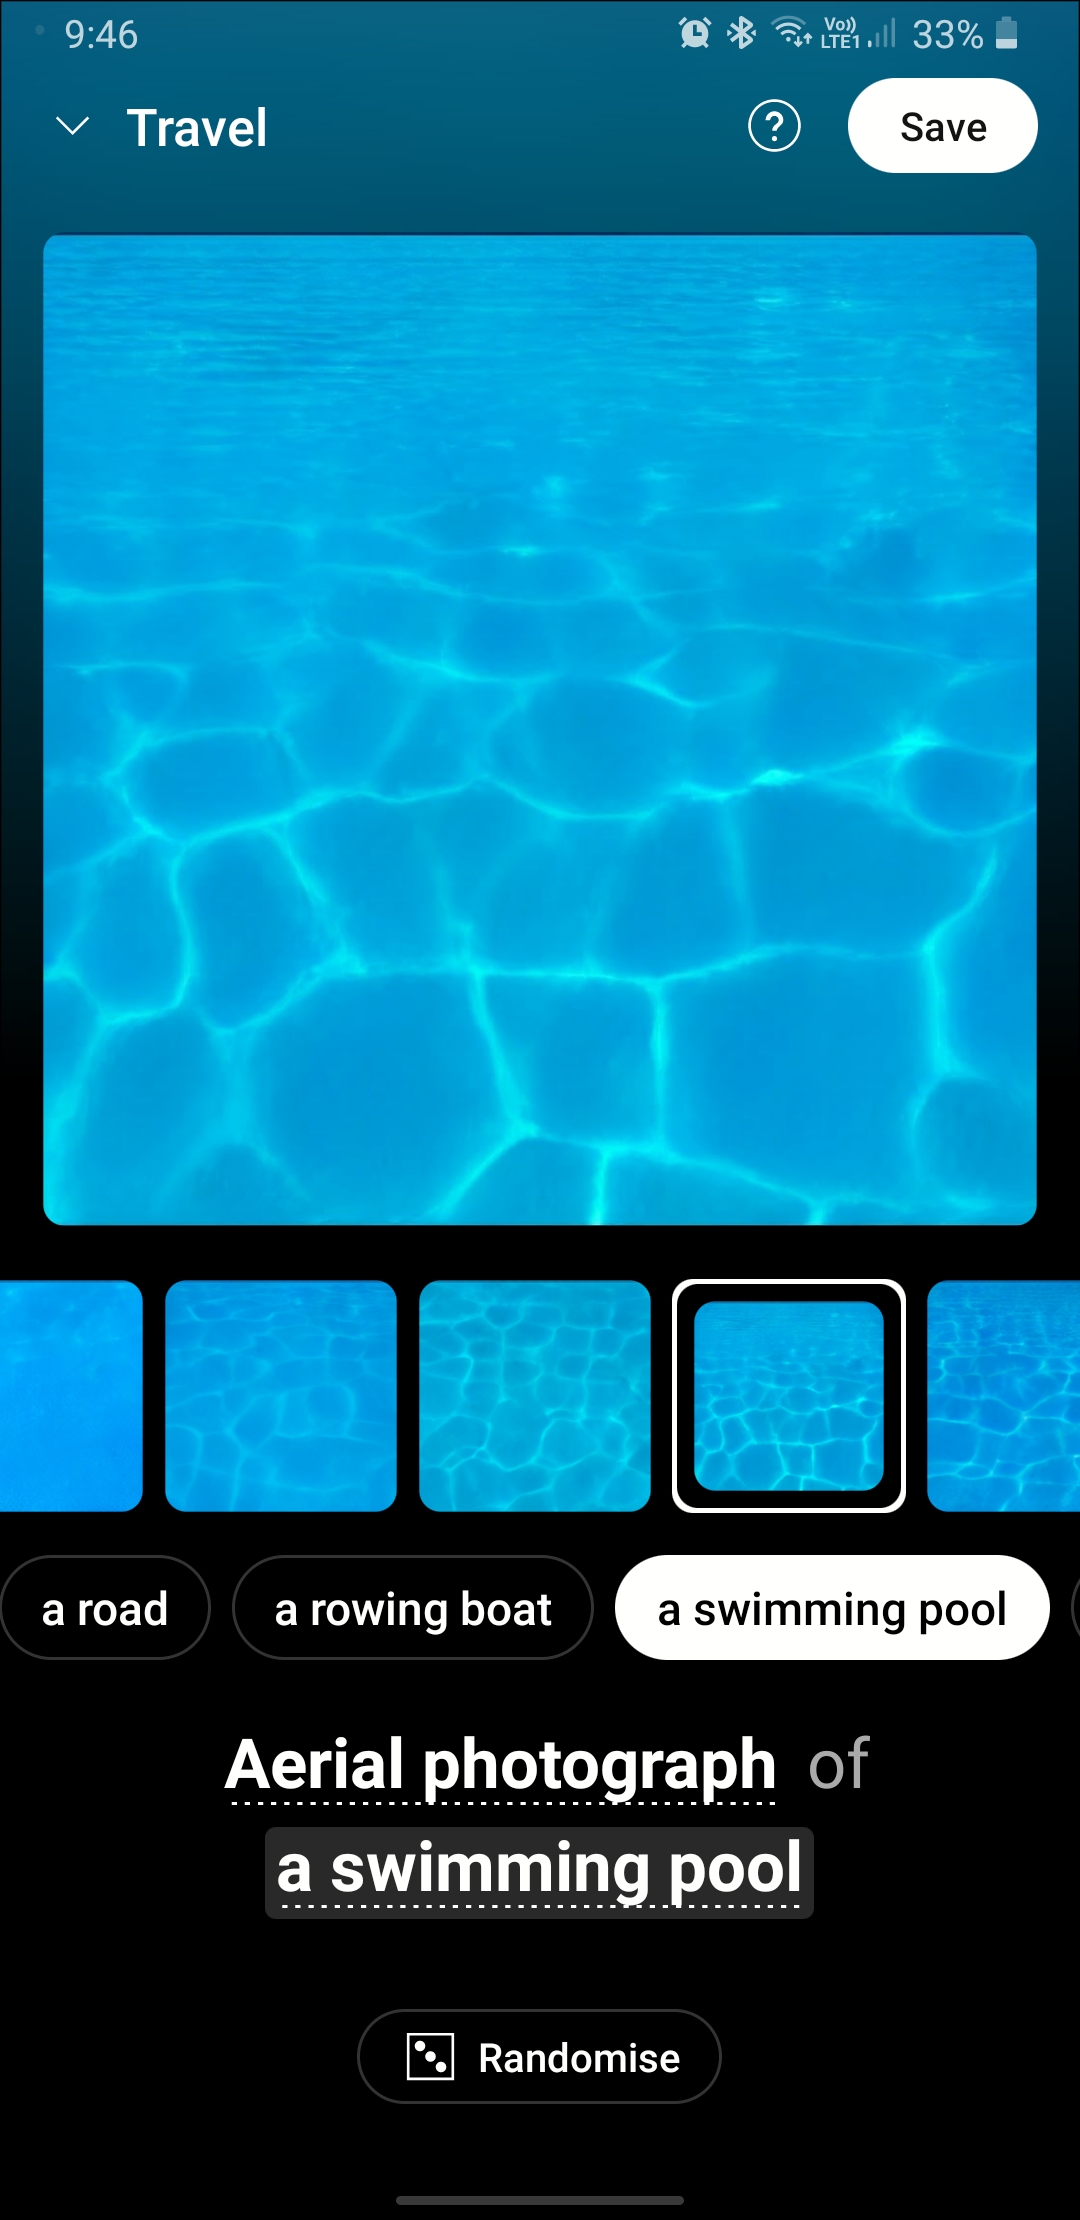 9:46
Vo)) LTE1 33%
Travel
?
Save
a road
a rowing boat
a swimming pool
Aerial photograph of
a swimming pool
Randomise